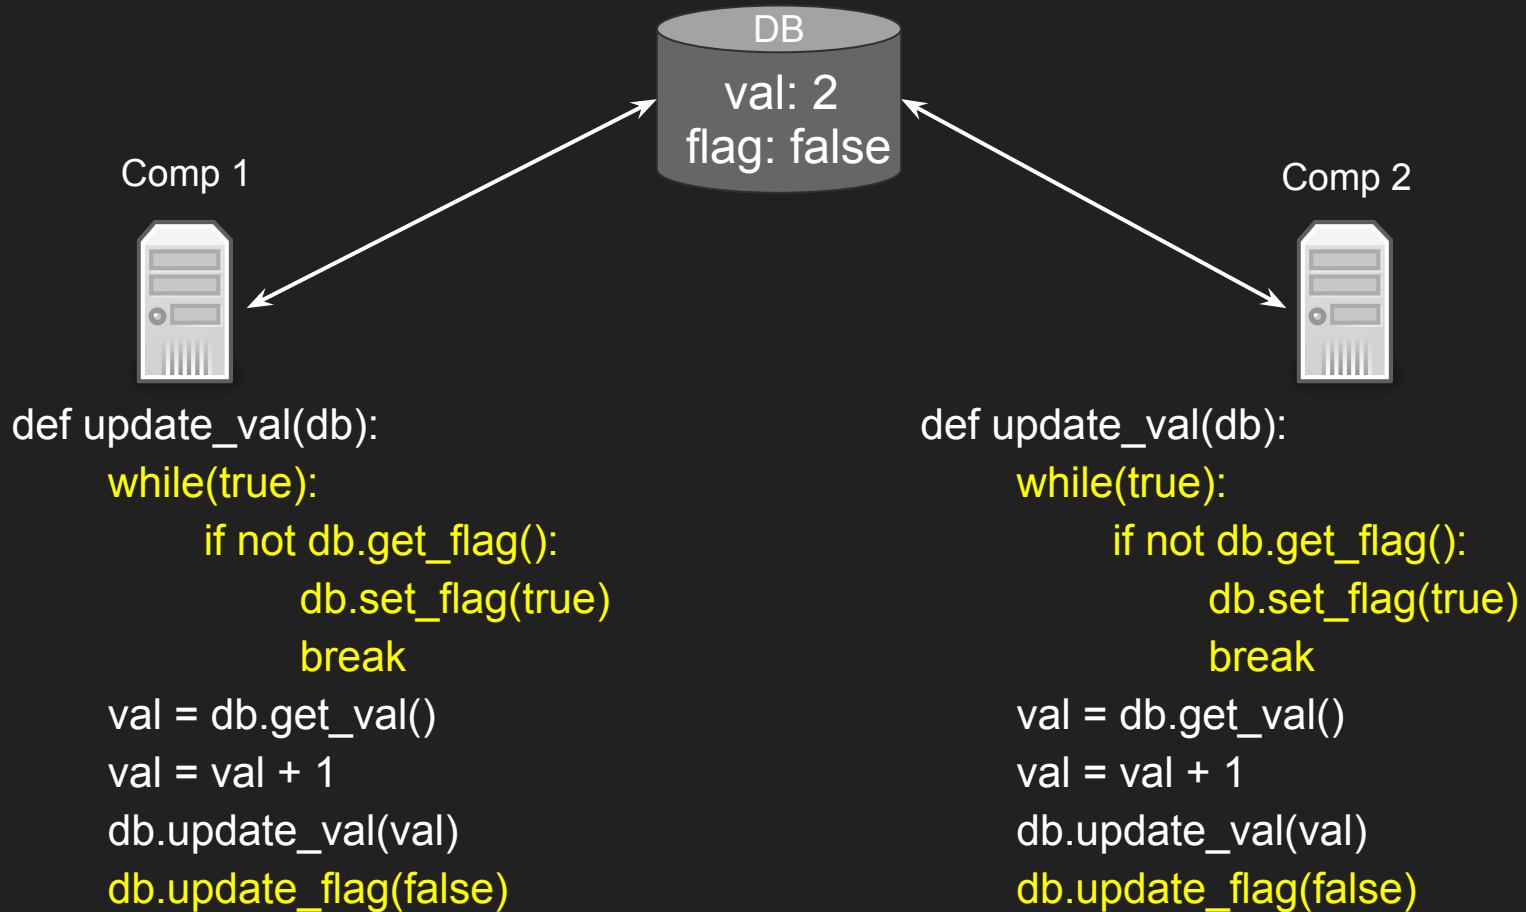 DB
val: 2
flag: false
Comp 1
Comp 2
def update_val(db):
while(true):
if not db.get_flag():
db.set_flag(true)
break
val = db.get_val()
val = val + 1
db.update_val(val)
db.update_flag(false)
def update_val(db):
while(true):
if not db.get_flag():
db.set_flag(true)
break
val = db.get_val()
val = val + 1
db.update_val(val)
db.update_flag(false)